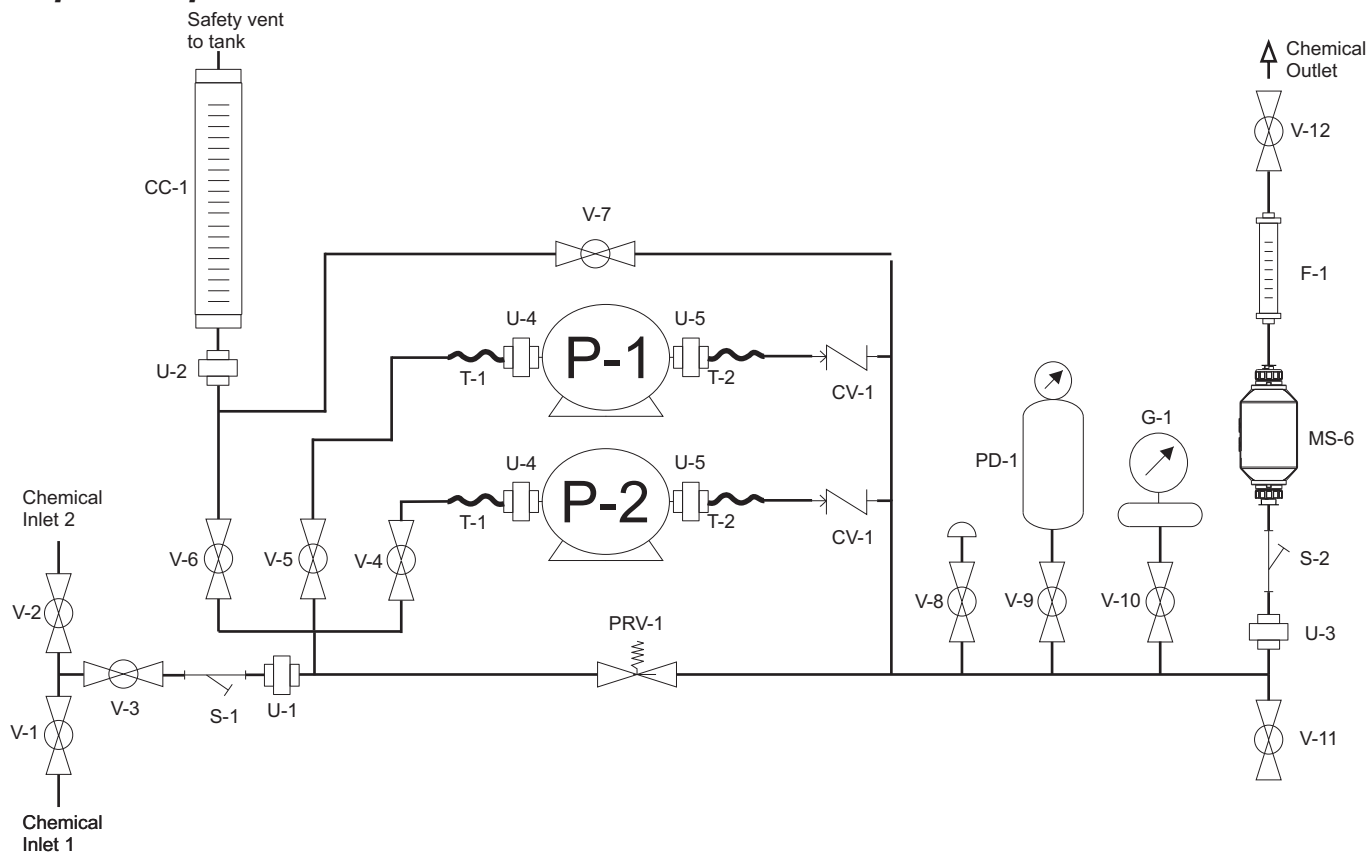 Safety vent
to tank
Chemical
Outlet
V-12
CC-1
V-7
F-1
U-4
U-5
P-1
U-2
T-1
T-2
CV-1
G-1
MS-6
PD-1
U-4
U-5
P-2
Chemical
Inlet 2
T-1
T-2
CV-1
V-6
V-5
V-4
S-2
V-2
V-8
V-9
V-10
PRV-1
U-3
V-3
S-1
U-1
V-1
V-11
Chemical
Inlet 1